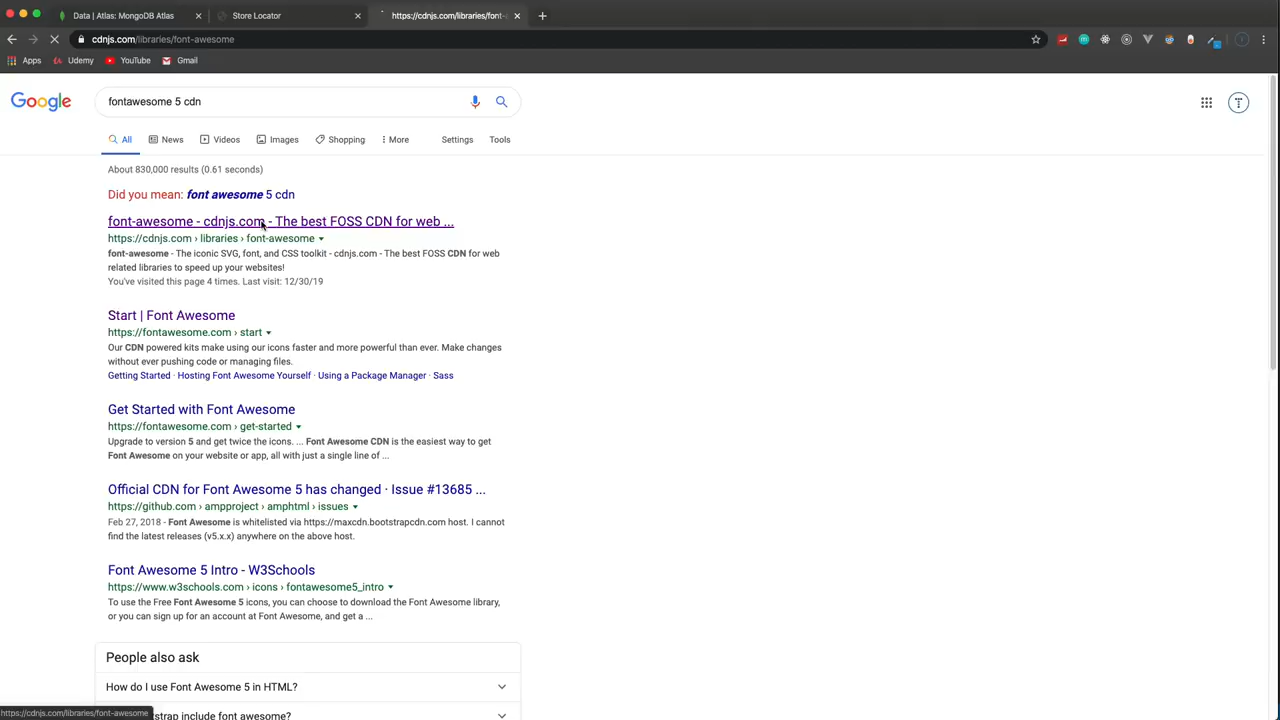 Data | Atlas: MongoDB Atlas
Store Locator
https://cdnjs.com/libraries/font-
cdnjs.com/libraries/font-awesome
Apps
Udemy
YouTube
Gmail
Google
fontawesome 5 cdn
T
All
News
Videos
Images
Shopping
More
Settings
Tools
About 830,000 results (0.61 seconds)
Did you mean: font awesome 5 cdn
font-awesome - cdnjs.com - The best FOSS CDN for web ...
https://cdnjs.com › libraries › font-awesome
font-awesome - The iconic SVG, font, and CSS toolkit - cdnjs.com - The best FOSS CDN for web
related libraries to speed up your websites!
You've visited this page 4 times. Last visit: 12/30/19
Start | Font Awesome
https://fontawesome.com › start
Our CDN powered kits make using our icons faster and more powerful than ever. Make changes
without ever pushing code or managing files.
Getting Started · Hosting Font Awesome Yourself · Using a Package Manager · Sass
Get Started with Font Awesome
https://fontawesome.com › get-started
Upgrade to version 5 and get twice the icons. ... Font Awesome CDN is the easiest way to get
Font Awesome on your website or app, all with just a single line of ...
Official CDN for Font Awesome 5 has changed · Issue #13685 ...
https://github.com › ampproject › amphtml › issues
Feb 27, 2018 - Font Awesome is whitelisted via https://maxcdn.bootstrapcdn.com host. I cannot
find the latest releases (v5.x.x) anywhere on the above host.
Font Awesome 5 Intro - W3Schools
https://www.w3schools.com › icons › fontawesome5_intro
To use the Free Font Awesome 5 icons, you can choose to download the Font Awesome library,
or you can sign up for an account at Font Awesome, and get a ...
People also ask
How do I use Font Awesome 5 in HTML?
strap include font awesome?
https://cdnjs.com/libraries/font-awesome